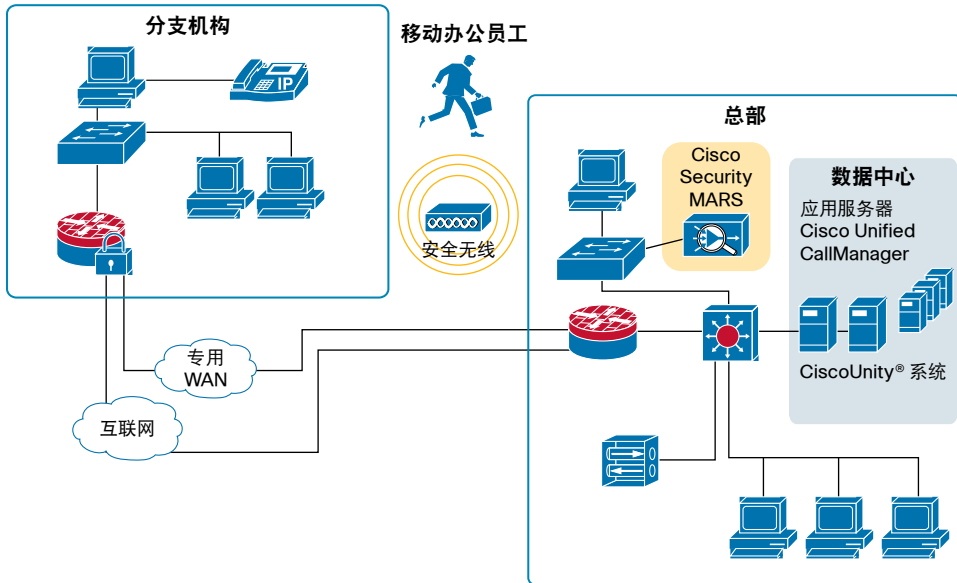 分支机构
IP
移动办公员工
安全无线
专用
WAN
互联网
总部
Cisco
Security
MARS
数据中心
应用服务器
Cisco Unified
CallManager
CiscoUnity® 系统